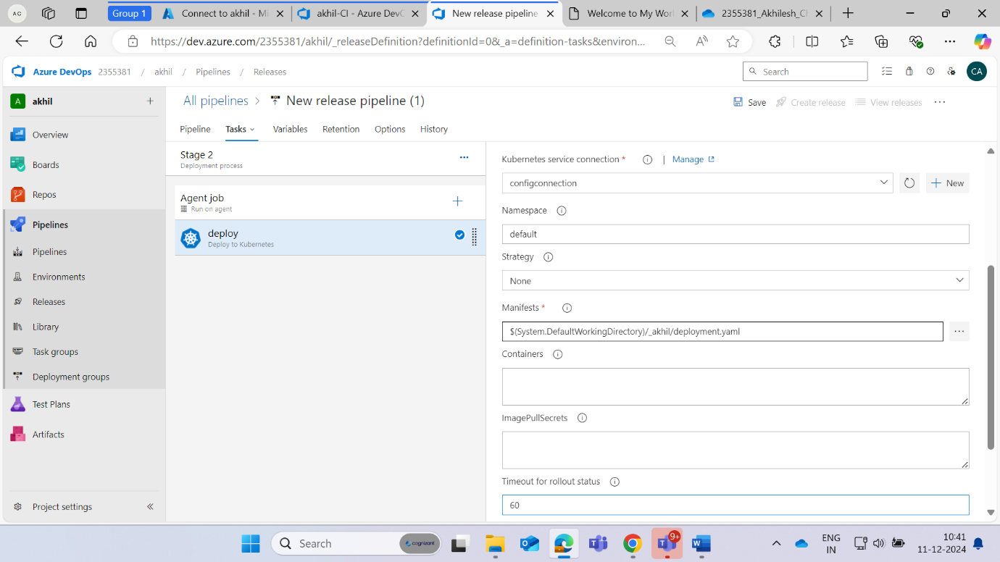 AC
Group 1
Connect to akhil - Mi
akhil-CI - Azure DevO
New release pipeline
Welcome to My Wor
2355381_Akhilesh_Ch
https://dev.azure.com/2355381/akhil/_releaseDefinition?definitionId=0&_a=definition-tasks&environ...
Azure DevOps 2355381 / akhil / Pipelines / Releases
Search
CA
A akhil
Overview
Boards
Repos
Pipelines
Pipelines
Environments
Releases
Library
Task groups
Deployment groups
Test Plans
Artifacts
Project settings
All pipelines > New release pipeline (1)
Save
Create release
View releases
Pipeline
Tasks
Variables
Retention
Options
History
Stage 2
Deployment process
Agent job
Run on agent
deploy
Deploy to Kubernetes
Kubernetes service connection * | Manage
configconnection
New
Namespace
default
Strategy
None
Manifests *
$(System.DefaultWorkingDirectory)/_akhil/deployment.yaml
Containers
ImagePullSecrets
Timeout for rollout status
60
Search
cognizant
9+
ENG
IN
10:41
11-12-2024